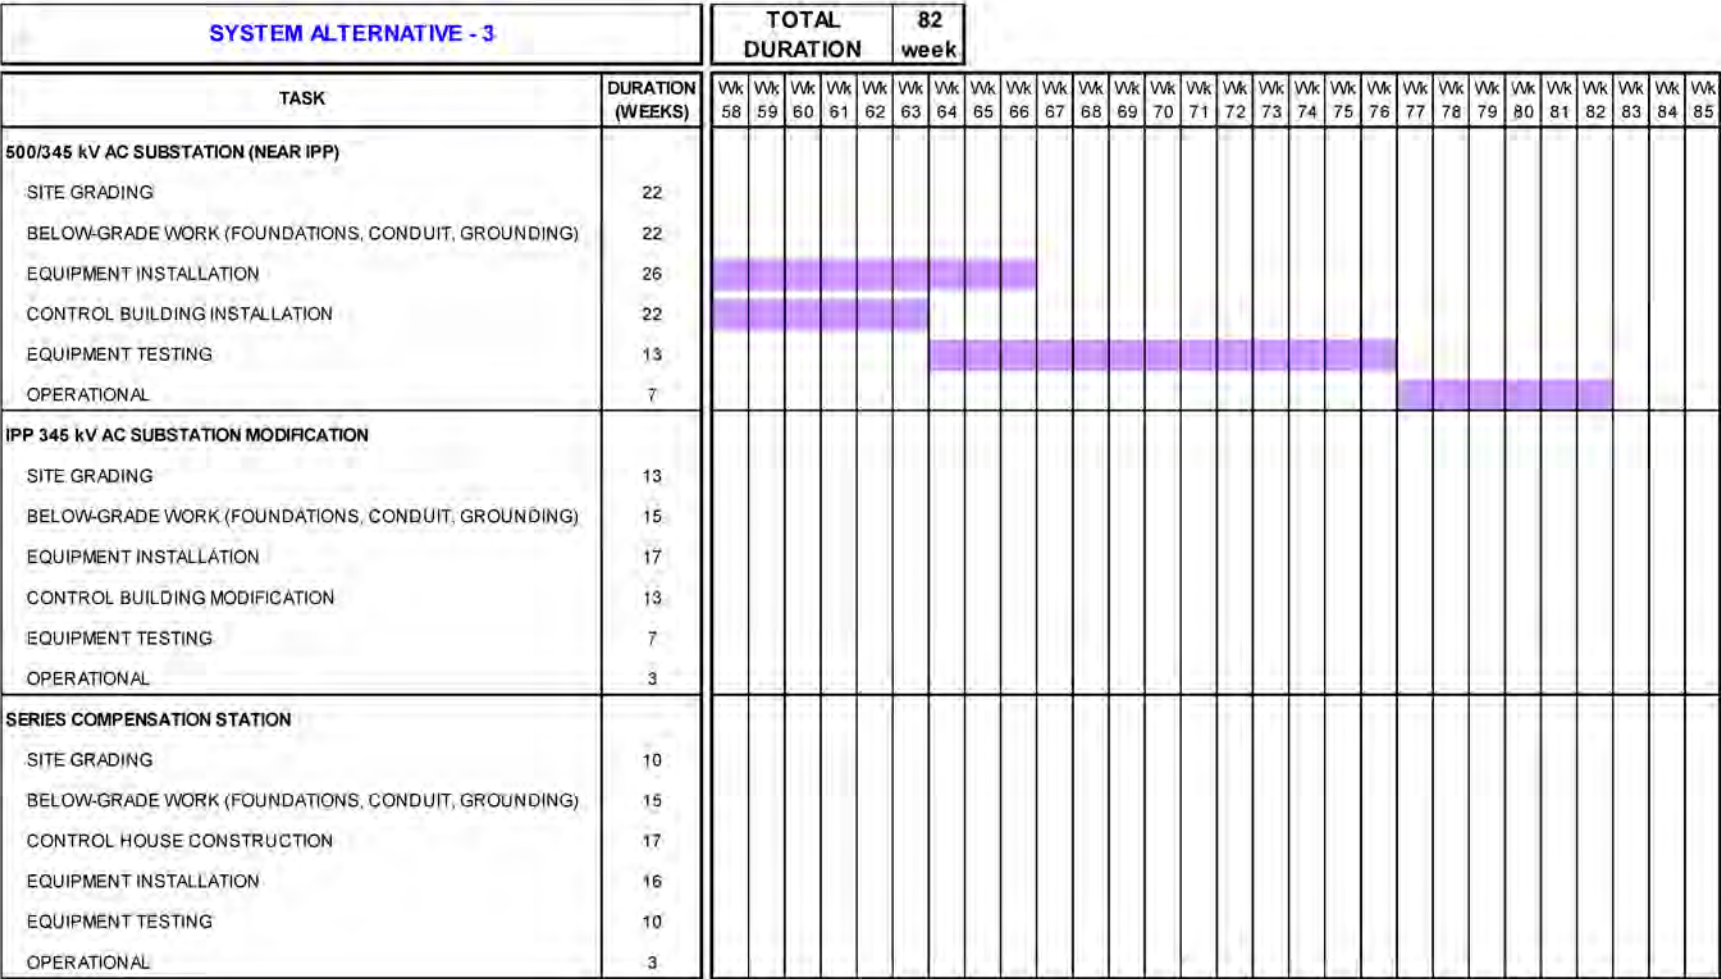 SYSTEM ALTERNATIVE - 3
TOTAL DURATION
82 week
TASK
DURATION (WEEKS)
Wk 58 Wk 59 Wk 60 Wk 61 Wk 62 Wk 63 Wk 64 Wk 65 Wk 66 Wk 67 Wk 68 Wk 69 Wk 70 Wk 71 Wk 72 Wk 73 Wk 74 Wk 75 Wk 76 Wk 77 Wk 78 Wk 79 Wk 80 Wk 81 Wk 82 Wk 83 Wk 84 Wk 85
500/345 kV AC SUBSTATION (NEAR IPP)
SITE GRADING 22
BELOW-GRADE WORK (FOUNDATIONS, CONDUIT, GROUNDING) 22
EQUIPMENT INSTALLATION 26
CONTROL BUILDING INSTALLATION 22
EQUIPMENT TESTING 13
OPERATIONAL 7
IPP 345 kV AC SUBSTATION MODIFICATION
SITE GRADING 13
BELOW-GRADE WORK (FOUNDATIONS, CONDUIT, GROUNDING) 15
EQUIPMENT INSTALLATION 17
CONTROL BUILDING MODIFICATION 13
EQUIPMENT TESTING 7
OPERATIONAL 3
SERIES COMPENSATION STATION
SITE GRADING 10
BELOW-GRADE WORK (FOUNDATIONS, CONDUIT, GROUNDING) 15
CONTROL HOUSE CONSTRUCTION 17
EQUIPMENT INSTALLATION 16
EQUIPMENT TESTING 10
OPERATIONAL 3